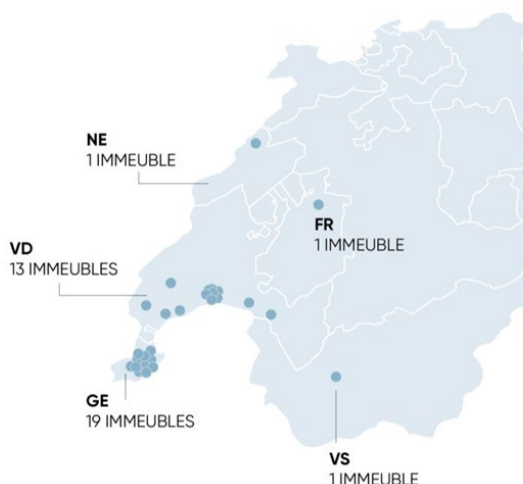 NE
1 IMMEUBLE
FR
1 IMMEUBLE
VD
13 IMMEUBLES
GE
19 IMMEUBLES
VS
1 IMMEUBLE